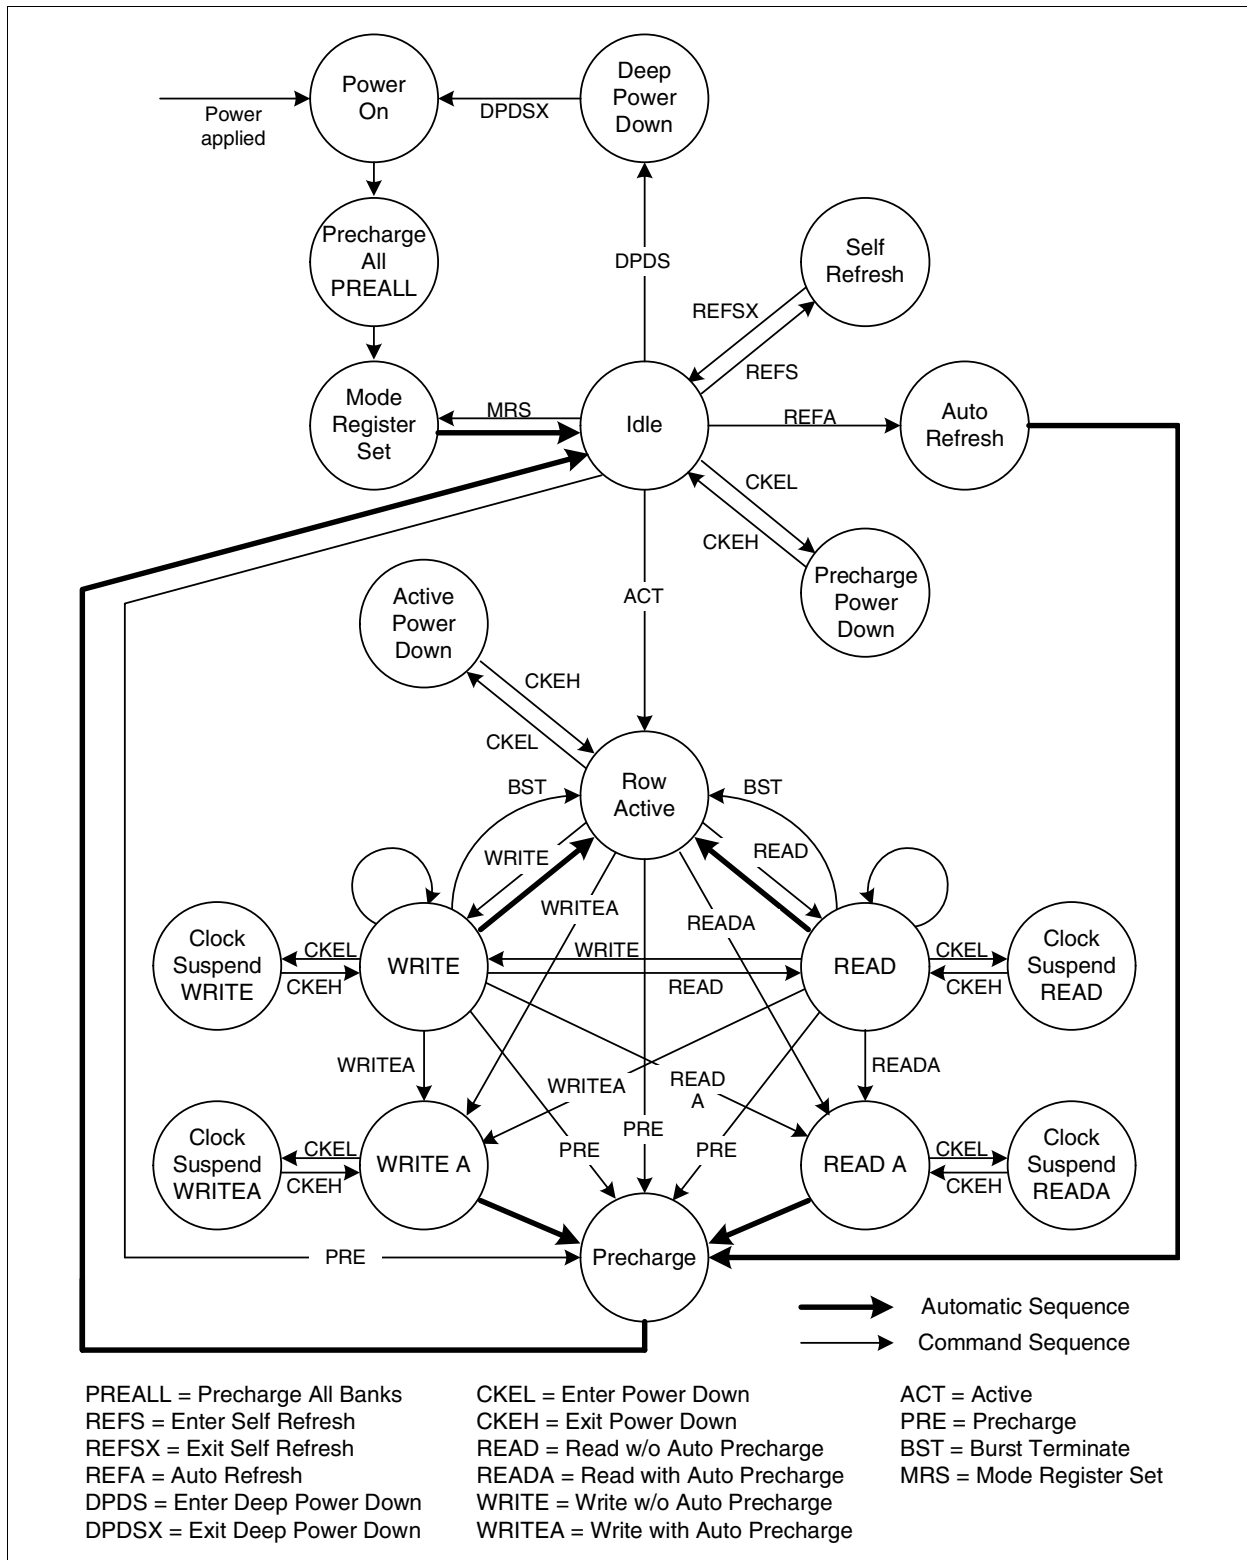 Power
On
Power
applied
DPDSX
Deep
Power
Down
Precharge
All
PREALL
DPDS
Self
Refresh
REFSX
REFS
Mode
Register
Set
MRS
Idle
REFA
Auto
Refresh
CKEL
CKEH
Precharge
Power
Down
ACT
Active
Power
Down
CKEH
CKEL
Row
Active
BST
BST
WRITE
READ
WRITEA
READA
Clock
Suspend
WRITE
CKEL
CKEH
WRITE
WRITE
READ
READ
CKEL
CKEH
Clock
Suspend
READ
WRITEA
WRITEA
READ
A
READA
PRE
PRE
PRE
Clock
Suspend
WRITEA
CKEL
CKEH
WRITE A
READ A
CKEL
CKEH
Clock
Suspend
READA
PRE
Precharge
Automatic Sequence
Command Sequence
PREALL = Precharge All Banks
REFS = Enter Self Refresh
REFSX = Exit Self Refresh
REFA = Auto Refresh
DPDS = Enter Deep Power Down
DPDSX = Exit Deep Power Down
CKEL = Enter Power Down
CKEH = Exit Power Down
READ = Read w/o Auto Precharge
READA = Read with Auto Precharge
WRITE = Write w/o Auto Precharge
WRITEA = Write with Auto Precharge
ACT = Active
PRE = Precharge
BST = Burst Terminate
MRS = Mode Register Set